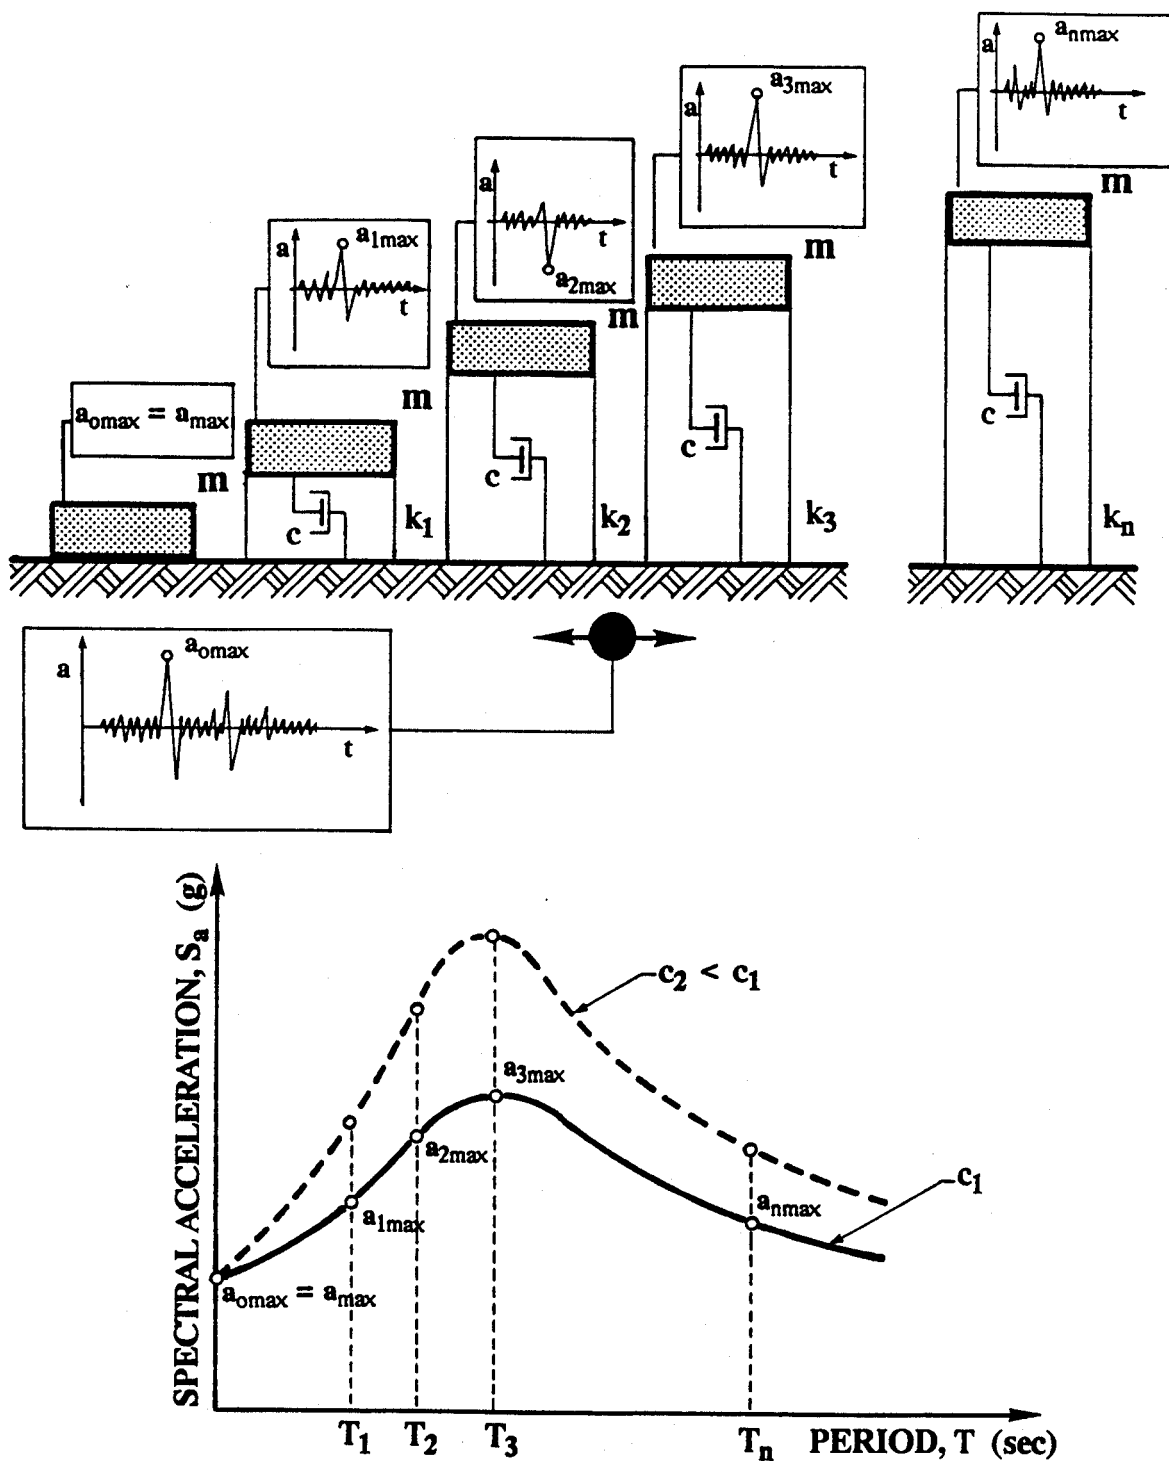 a
anmax
t
m
a
a3max
t
m
a
t
a2max
m
a
a1max
t
m
aomax = amax
m
c
k1
c
k2
c
k3
c
kn
a
aomax
t
SPECTRAL ACCELERATION, Sa (g)
c2 < c1
a3max
a2max
c1
a1max
anmax
aomax = amax
T1
T2
T3
Tn
PERIOD, T (sec)